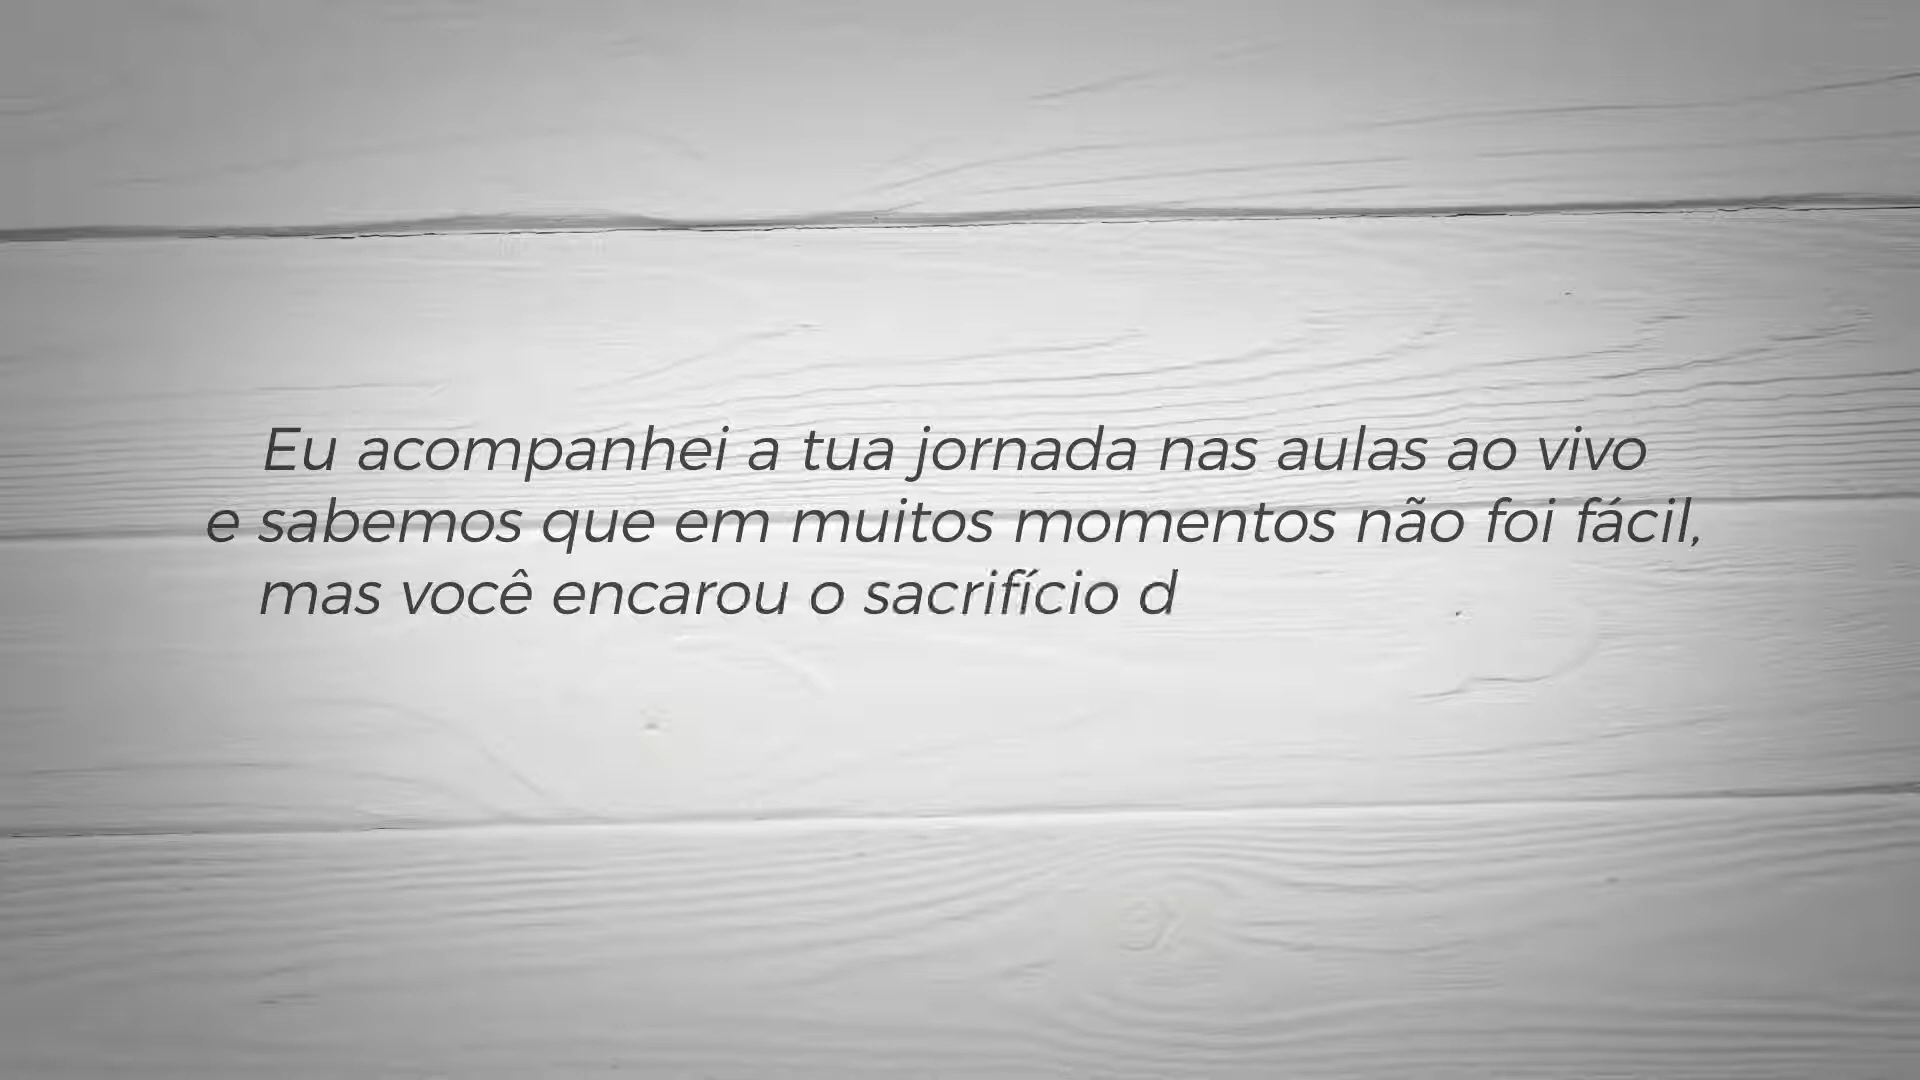 Eu acompanhei a tua jornada nas aulas ao vivo
e sabemos que em muitos momentos não foi fácil,
mas você encarou o sacrifício d